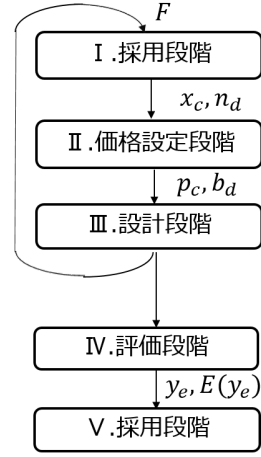 F
Ⅰ.採用段階
x_c, n_d
Ⅱ.価格設定段階
p_c, b_d
Ⅲ.設計段階
Ⅳ.評価段階
y_e, E(y_e)
Ⅴ.採用段階